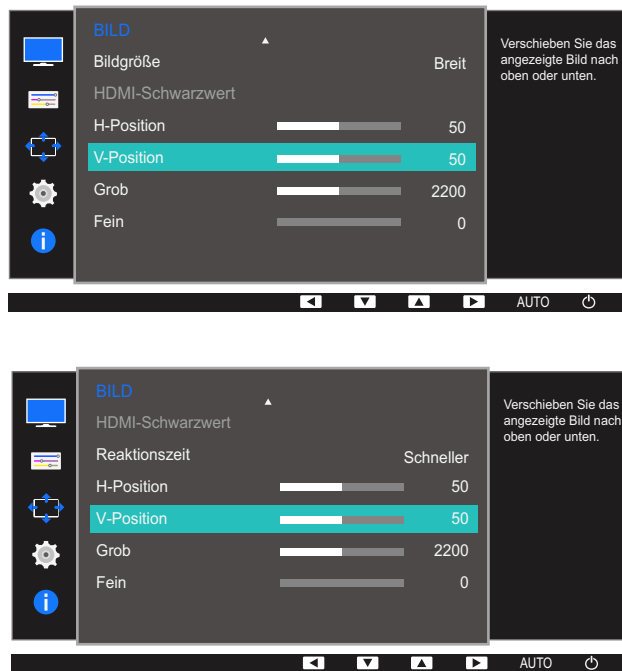 BILD
Bildgröße Breit
HDMI-Schwarzwert
H-Position 50
V-Position 50
Grob 2200
Fein 0
Verschieben Sie das
angezeigte Bild nach
oben oder unten.
AUTO
BILD
HDMI-Schwarzwert
Reaktionszeit Schneller
H-Position 50
V-Position 50
Grob 2200
Fein 0
Verschieben Sie das
angezeigte Bild nach
oben oder unten.
AUTO